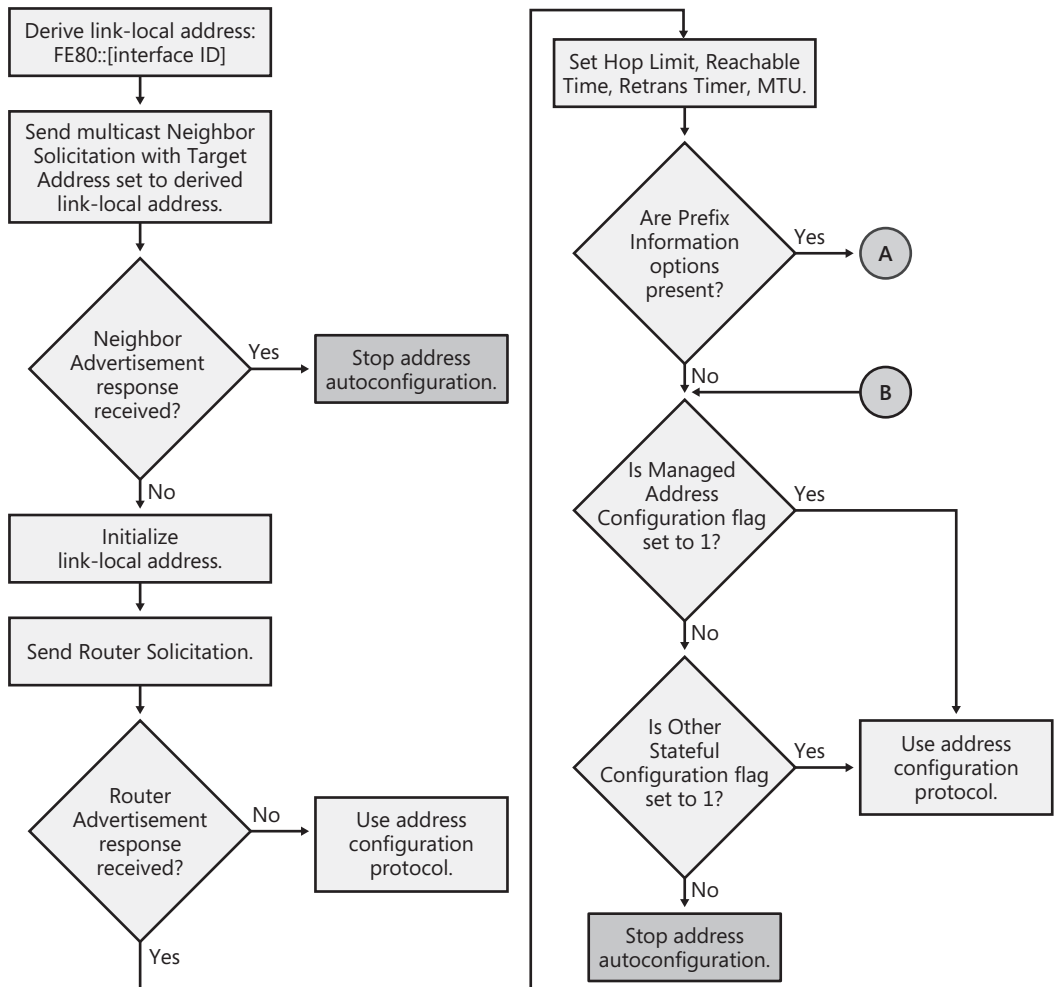 Derive link-local address:
FE80::[interface ID]
Send multicast Neighbor
Solicitation with Target
Address set to derived
link-local address.
Neighbor
Advertisement
response
received?
Yes
Stop address
autoconfiguration.
No
Initialize
link-local address.
Send Router Solicitation.
Router
Advertisement
response
received?
No
Use address
configuration
protocol.
Yes
Set Hop Limit, Reachable
Time, Retrans Timer, MTU.
Are Prefix
Information
options
present?
Yes
A
No
B
Is Managed
Address
Configuration flag
set to 1?
Yes
No
Is Other
Stateful
Configuration flag
set to 1?
Yes
Use address
configuration
protocol.
No
Stop address
autoconfiguration.